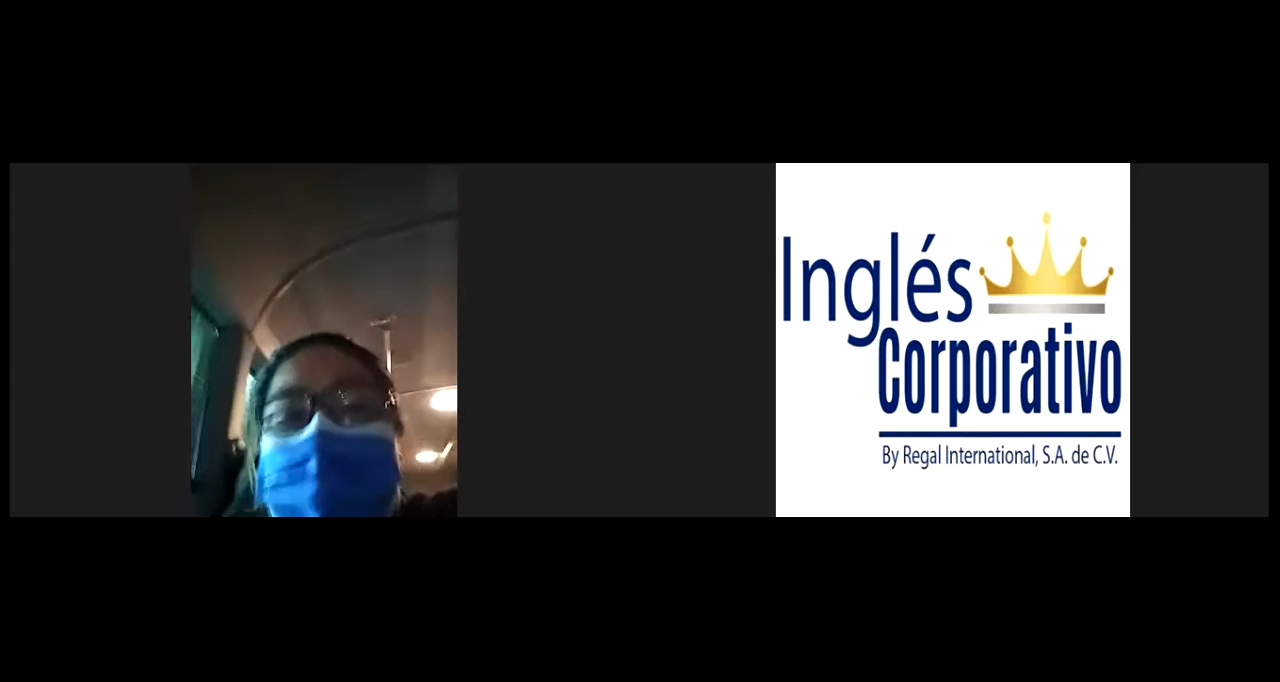 Inglés
Corporativo
By Regal International, S.A. de C.V.